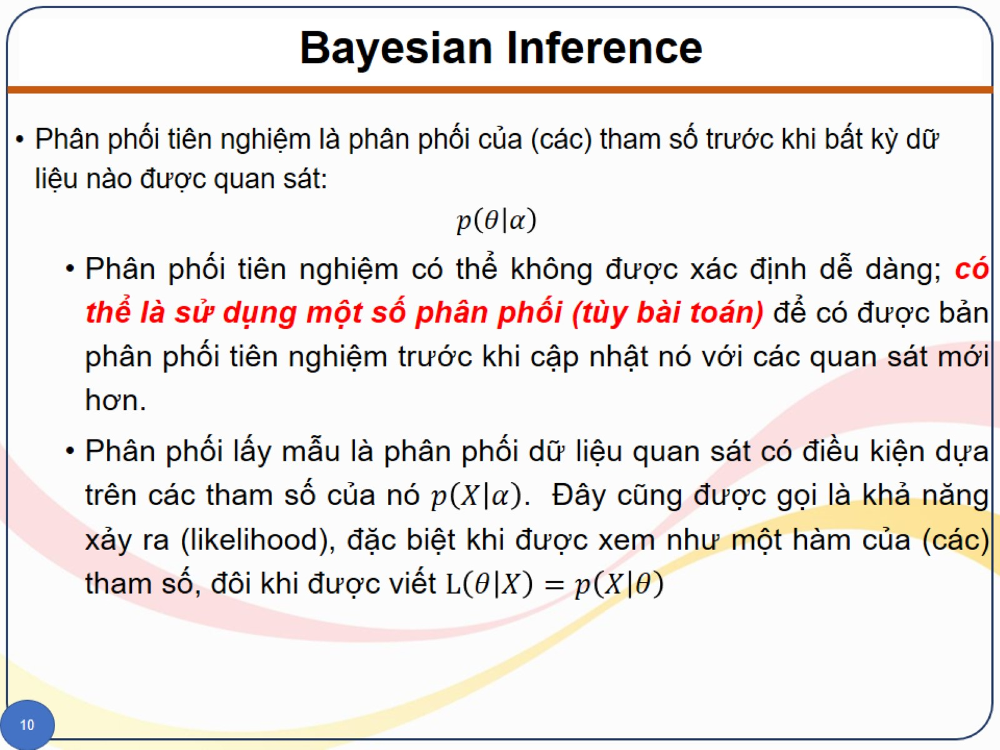 Bayesian Inference
• Phân phối tiên nghiệm là phân phối của (các) tham số trước khi bất kỳ dữ
liệu nào được quan sát:
p(θ|α)
• Phân phối tiên nghiệm có thể không được xác định dễ dàng; có
thể là sử dụng một số phân phối (tùy bài toán) để có được bản
phân phối tiên nghiệm trước khi cập nhật nó với các quan sát mới
hơn.
• Phân phối lấy mẫu là phân phối dữ liệu quan sát có điều kiện dựa
trên các tham số của nó p(X|α). Đây cũng được gọi là khả năng
xảy ra (likelihood), đặc biệt khi được xem như một hàm của (các)
tham số, đôi khi được viết L(θ|X) = p(X|θ)
10